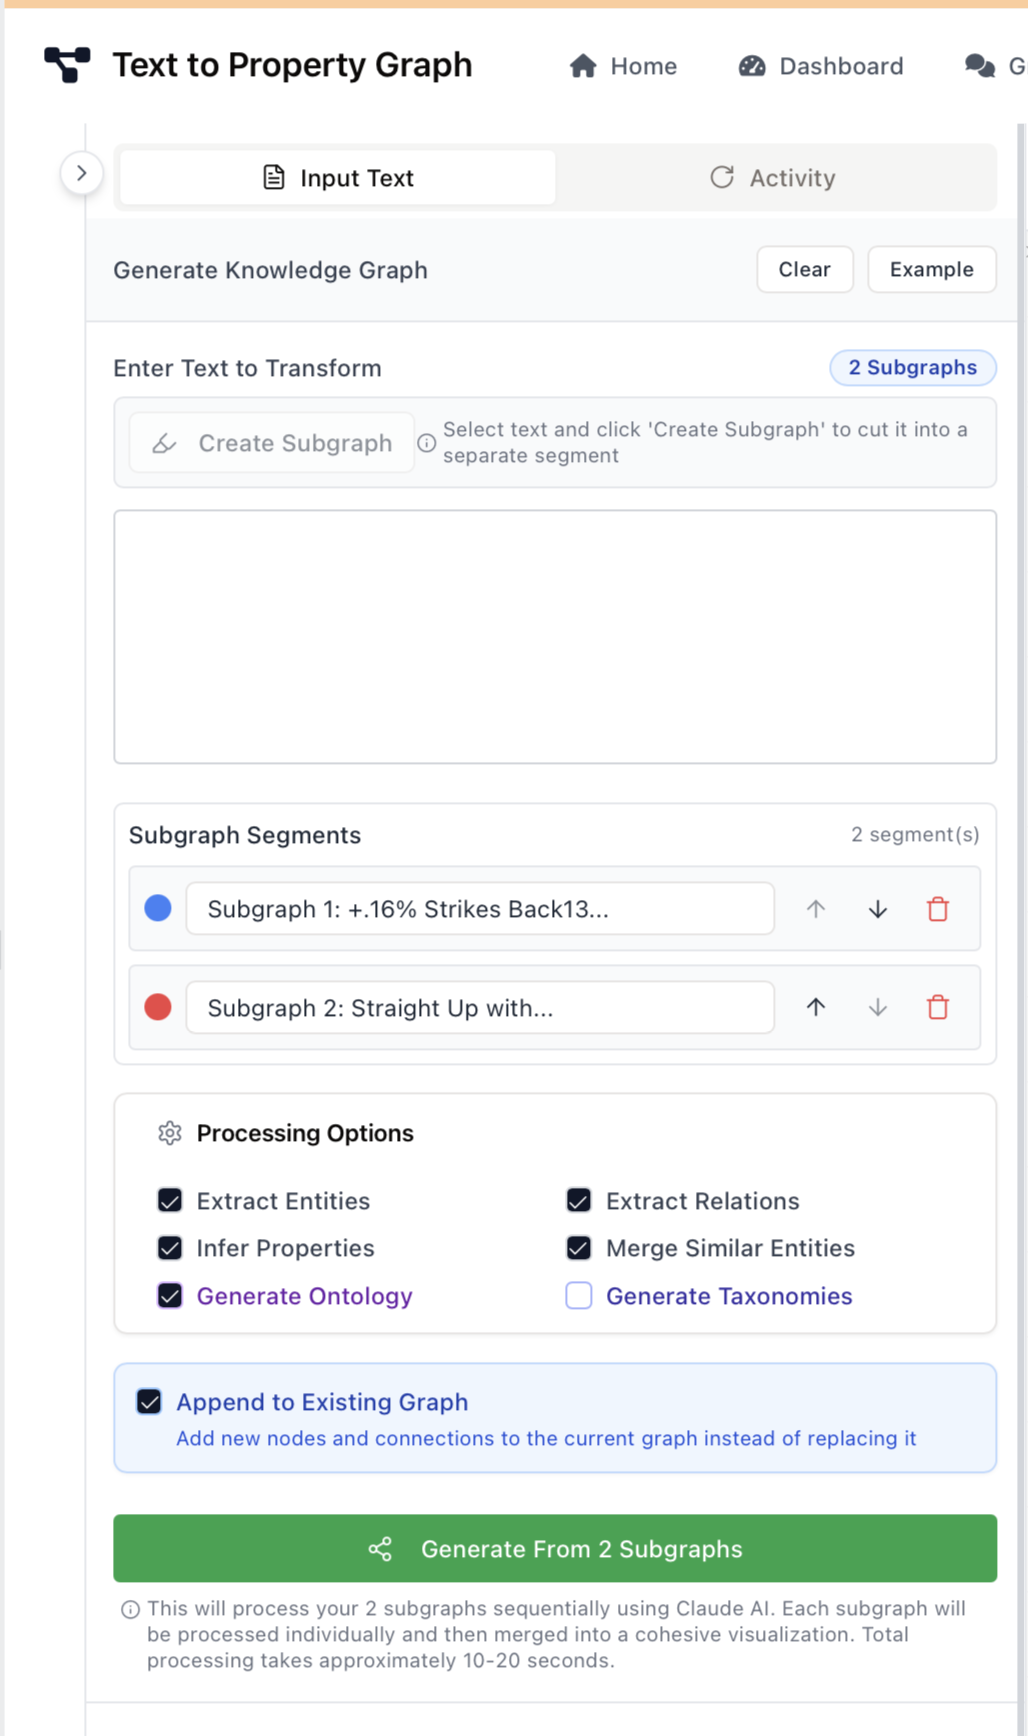 Text to Property Graph
Home
Dashboard
Input Text
Activity
Generate Knowledge Graph
Clear
Example
Enter Text to Transform
2 Subgraphs
Create Subgraph
Select text and click 'Create Subgraph' to cut it into a
separate segment
Subgraph Segments
2 segment(s)
Subgraph 1: +.16% Strikes Back13...
Subgraph 2: Straight Up with...
Processing Options
Extract Entities
Extract Relations
Infer Properties
Merge Similar Entities
Generate Ontology
Generate Taxonomies
Append to Existing Graph
Add new nodes and connections to the current graph instead of replacing it
Generate From 2 Subgraphs
This will process your 2 subgraphs sequentially using Claude AI. Each subgraph will
be processed individually and then merged into a cohesive visualization. Total
processing takes approximately 10-20 seconds.